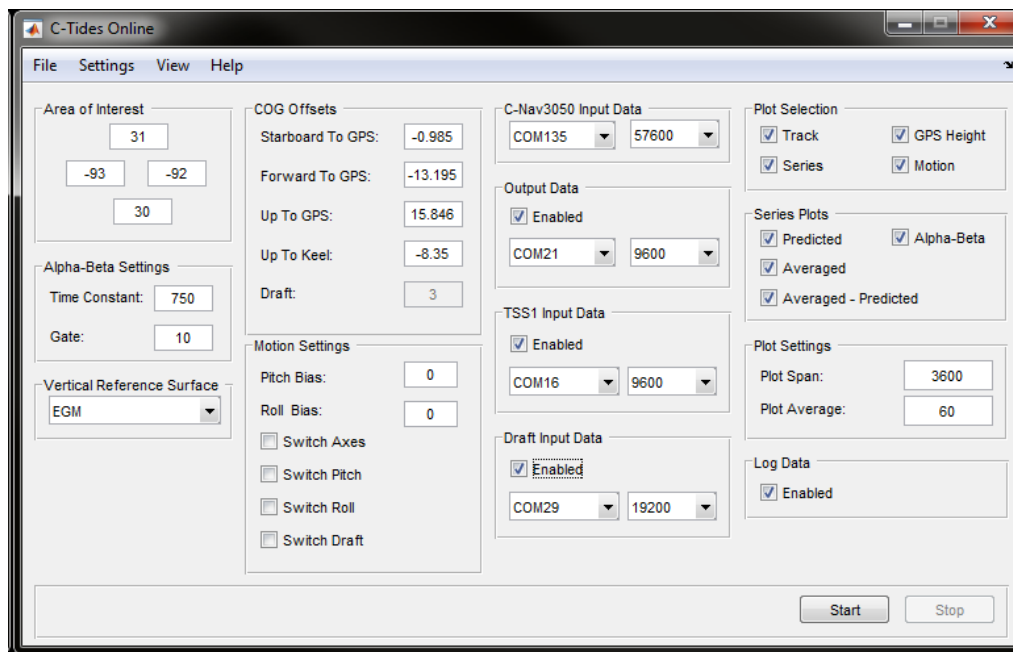 C-Tides Online
File Settings View Help
Area of Interest
31
-93 -92
30
Alpha-Beta Settings
Time Constant: 750
Gate: 10
Vertical Reference Surface
EGM
COG Offsets
Starboard To GPS: -0.985
Forward To GPS: -13.195
Up To GPS: 15.846
Up To Keel: -8.35
Draft: 3
Motion Settings
Pitch Bias: 0
Roll Bias: 0
Switch Axes
Switch Pitch
Switch Roll
Switch Draft
C-Nav3050 Input Data
COM135 57600
Output Data
Enabled
COM21 9600
TSS1 Input Data
Enabled
COM16 9600
Draft Input Data
Enabled
COM29 19200
Plot Selection
Track GPS Height
Series Motion
Series Plots
Predicted Alpha-Beta
Averaged
Averaged - Predicted
Plot Settings
Plot Span: 3600
Plot Average: 60
Log Data
Enabled
Start Stop